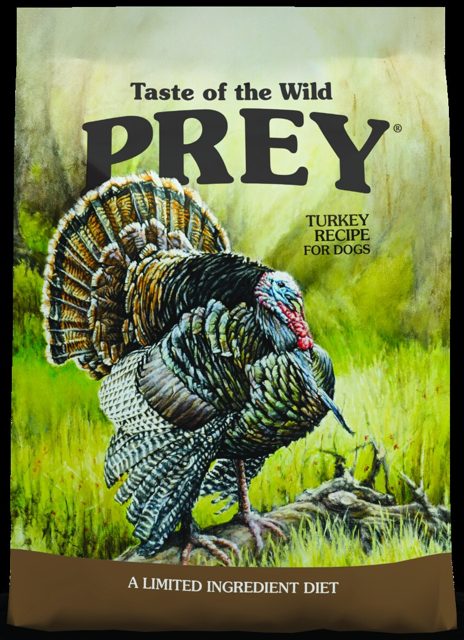 Taste of the Wild
PREY®
TURKEY
RECIPE
FOR DOGS
A LIMITED INGREDIENT DIET